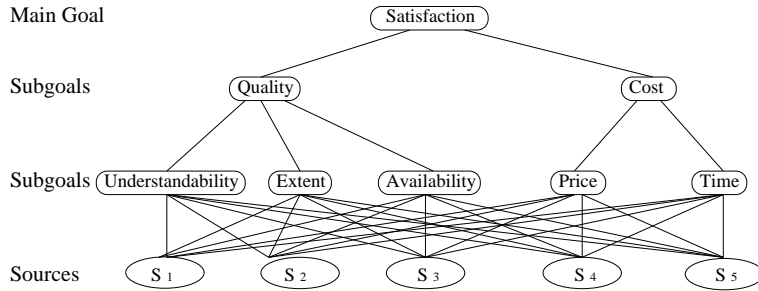 Main Goal Satisfaction
Subgoals Quality Cost
Subgoals Understandability Extent Availability Price Time
Sources S 1 S 2 S 3 S 4 S 5